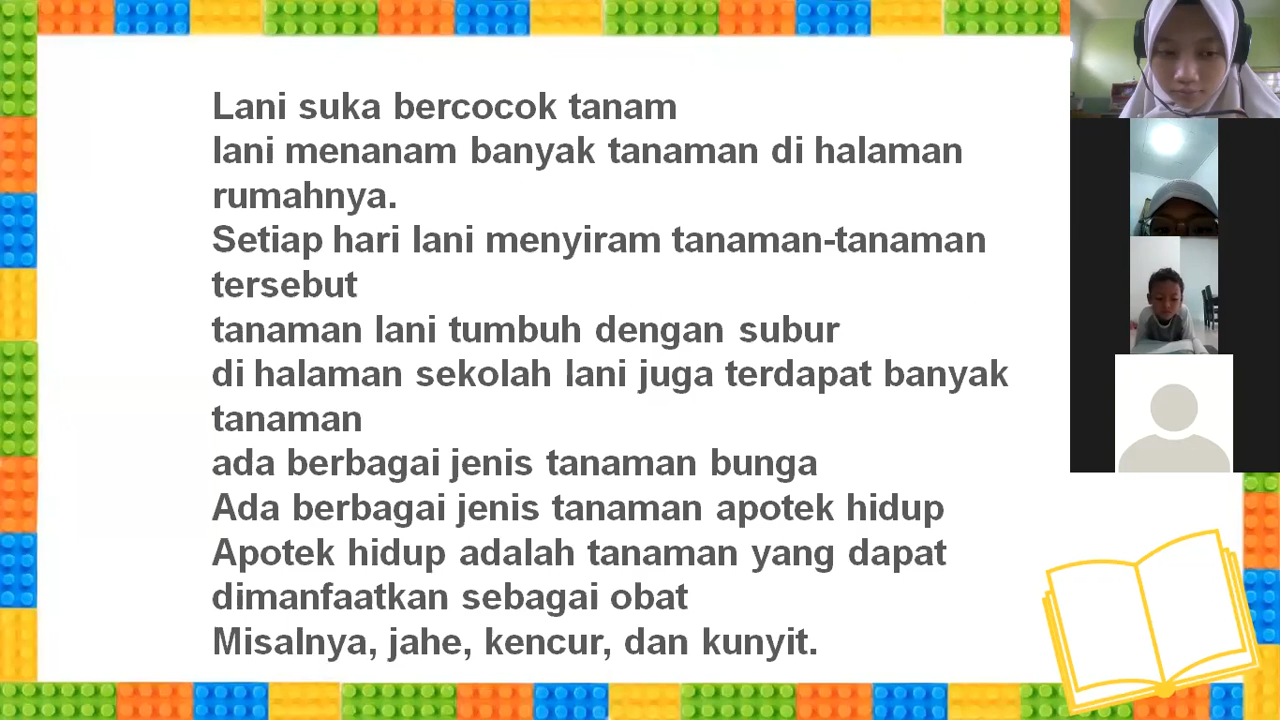 Lani suka bercocok tanam
lani menanam banyak tanaman di halaman
rumahnya.
Setiap hari lani menyiram tanaman-tanaman
tersebut
tanaman lani tumbuh dengan subur
di halaman sekolah lani juga terdapat banyak
tanaman
ada berbagai jenis tanaman bunga
Ada berbagai jenis tanaman apotek hidup
Apotek hidup adalah tanaman yang dapat
dimanfaatkan sebagai obat
Misalnya, jahe, kencur, dan kunyit.